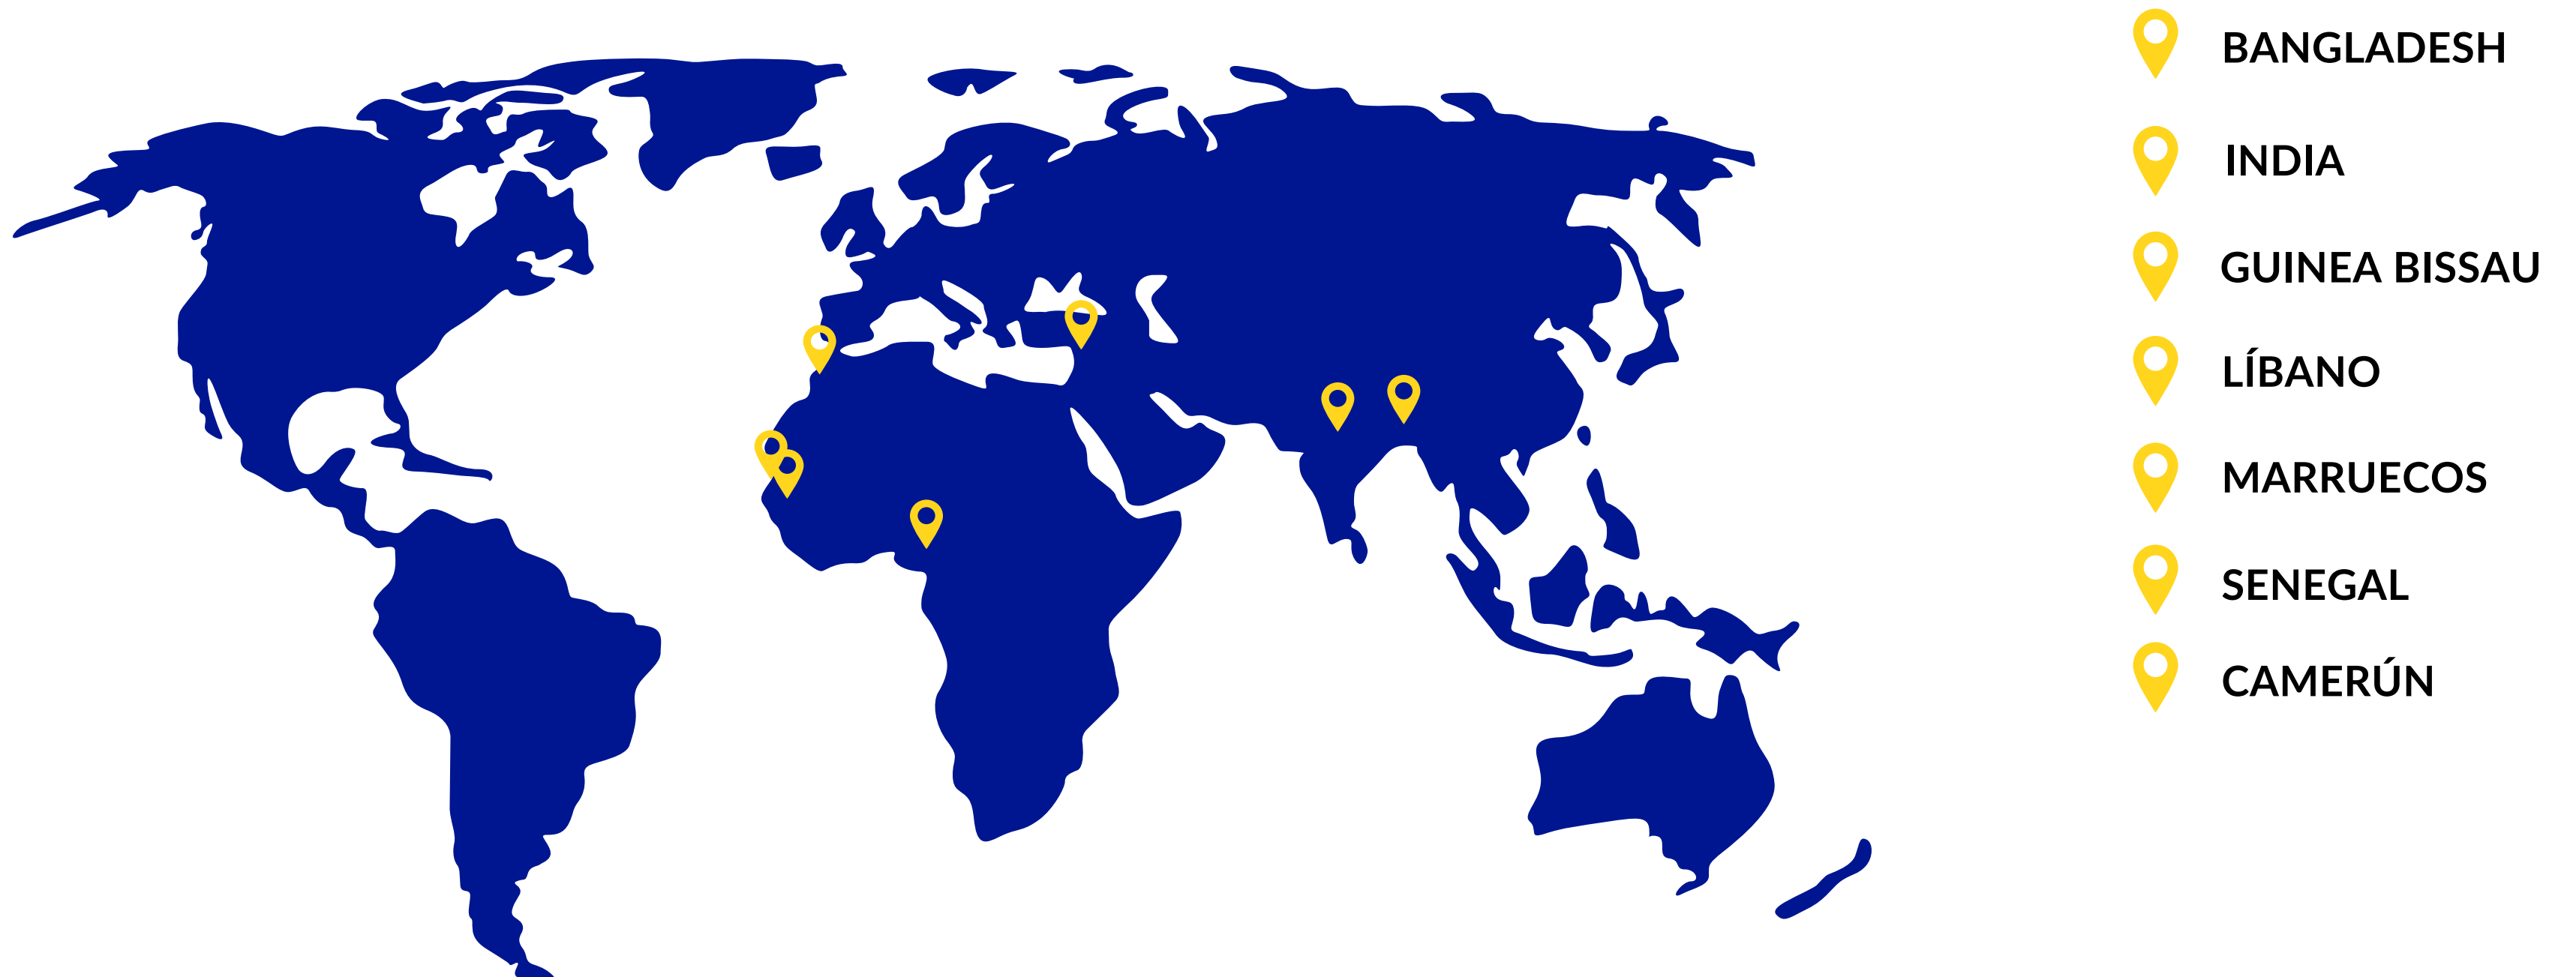 BANGLADESH
INDIA
GUINEA BISSAU
LÍBANO
MARRUECOS
SENEGAL
CAMERÚN